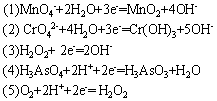 (1)MnO₄⁻+2H₂O+3e⁻=MnO₂+4OH⁻
(2) CrO₄²⁻+4H₂O+3e⁻=Cr(OH)₃+5OH⁻
(3)H₂O₂+ 2e⁻=2OH⁻
(4)H₃AsO₄+2H⁺+2e⁻=H₃AsO₃+H₂O
(5)O₂+2H⁺+2e⁻= H₂O₂